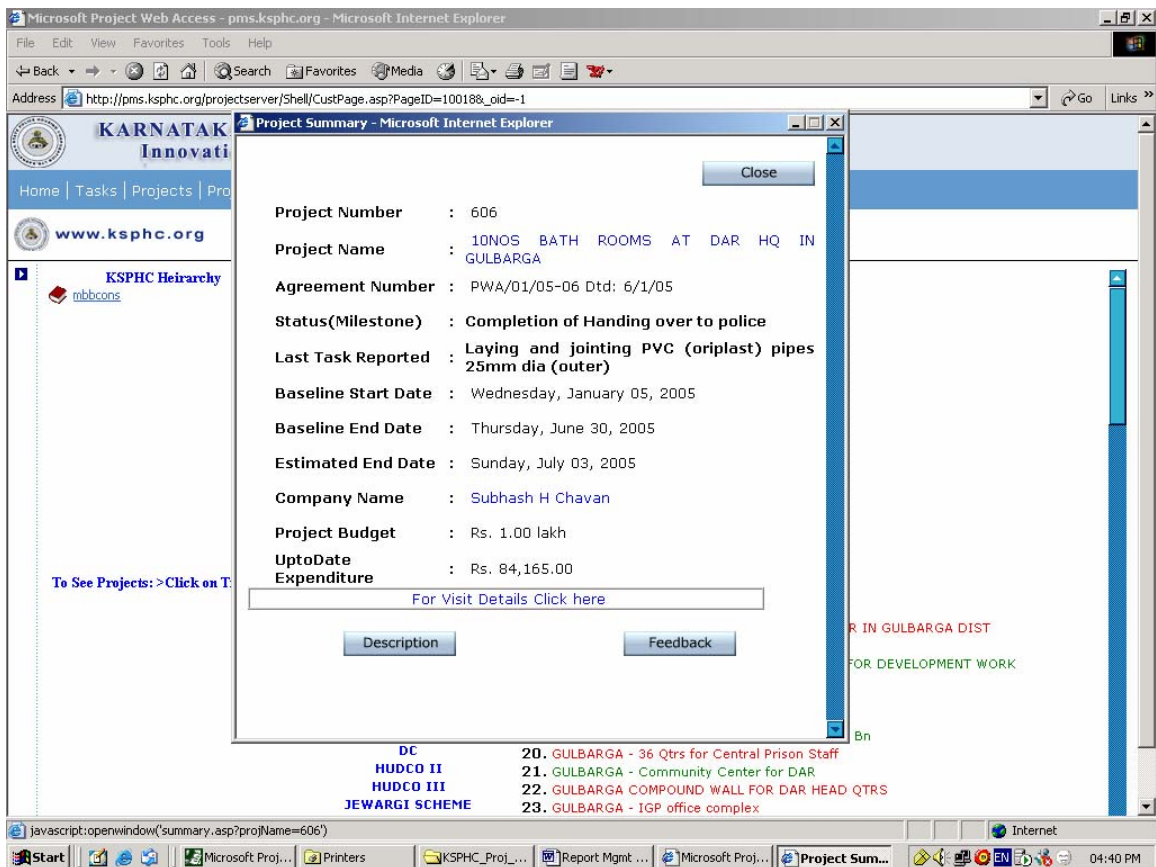 Microsoft Project Web Access - pms.ksphc.org - Microsoft Internet Explorer
File Edit View Favorites Tools Help
Back Search Favorites Media
Address http://pms.ksphc.org/projectserver/Shell/CustPage.asp?PageID=10018&_oid=-1 Go Links »
KARNATAK
Innovati
Home | Tasks | Projects | Pro
www.ksphc.org
KSPHC Heirarchy
mbbcons
To See Projects: >Click on T
Project Summary - Microsoft Internet Explorer
Close
Project Number : 606
Project Name : 10NOS BATH ROOMS AT DAR HQ IN
GULBARGA
Agreement Number : PWA/01/05-06 Dtd: 6/1/05
Status(Milestone) : Completion of Handing over to police
Last Task Reported : Laying and jointing PVC (oriplast) pipes
25mm dia (outer)
Baseline Start Date : Wednesday, January 05, 2005
Baseline End Date : Thursday, June 30, 2005
Estimated End Date : Sunday, July 03, 2005
Company Name : Subhash H Chavan
Project Budget : Rs. 1.00 lakh
UptoDate
Expenditure : Rs. 84,165.00
For Visit Details Click here
Description Feedback
R IN GULBARGA DIST
FOR DEVELOPMENT WORK
Bn
DC 20. GULBARGA - 36 Qtrs for Central Prison Staff
HUDCO II 21. GULBARGA - Community Center for DAR
HUDCO III 22. GULBARGA COMPOUND WALL FOR DAR HEAD QTRS
JEWARGI SCHEME 23. GULBARGA - IGP office complex
javascript:openwindow('summary.asp?projName=606') Internet
Start Microsoft Proj... Printers KSPHC_Proj_... Report Mgmt ... Microsoft Proj... Project Sum... EN 04:40 PM